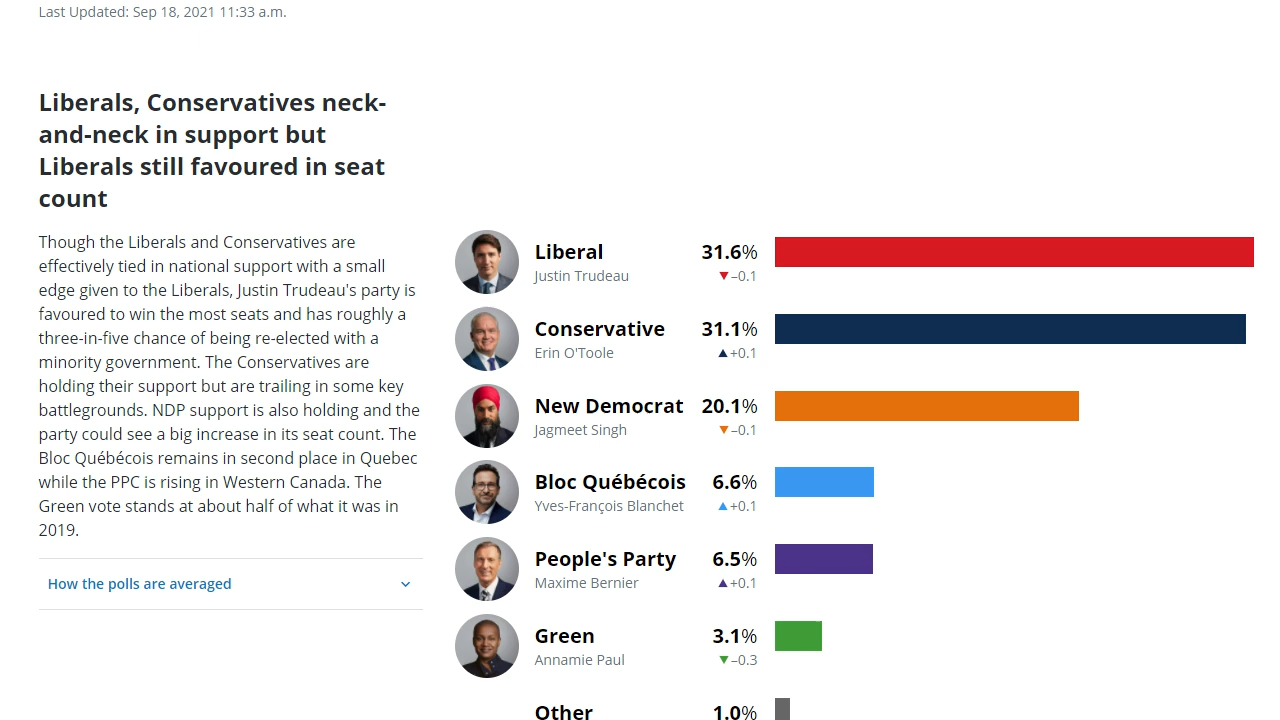 Last Updated: Sep 18, 2021 11:33 a.m.
Liberals, Conservatives neck-
and-neck in support but
Liberals still favoured in seat
count
Though the Liberals and Conservatives are
effectively tied in national support with a small
edge given to the Liberals, Justin Trudeau's party is
favoured to win the most seats and has roughly a
three-in-five chance of being re-elected with a
minority government. The Conservatives are
holding their support but are trailing in some key
battlegrounds. NDP support is also holding and the
party could see a big increase in its seat count. The
Bloc Québécois remains in second place in Quebec
while the PPC is rising in Western Canada. The
Green vote stands at about half of what it was in
2019.
How the polls are averaged
Liberal 31.6%
Justin Trudeau ▼–0.1
Conservative 31.1%
Erin O'Toole ▲+0.1
New Democrat 20.1%
Jagmeet Singh ▼–0.1
Bloc Québécois 6.6%
Yves-François Blanchet ▲+0.1
People's Party 6.5%
Maxime Bernier ▲+0.1
Green 3.1%
Annamie Paul ▼–0.3
Other 1.0%